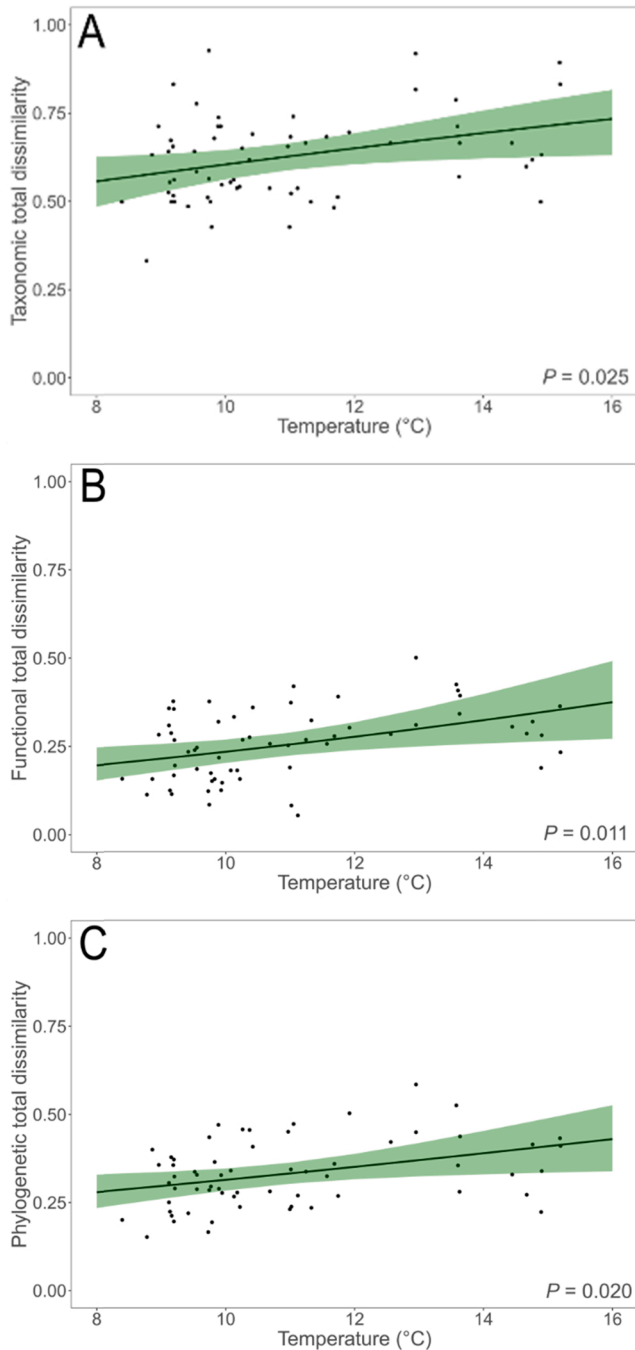 A
Taxonomic total dissimilarity
1.00
0.75
0.50
0.25
0.00
P = 0.025
8 10 12 14 16
Temperature (°C)
B
Functional total dissimilarity
1.00
0.75
0.50
0.25
0.00
P = 0.011
8 10 12 14 16
Temperature (°C)
C
Phylogenetic total dissimilarity
1.00
0.75
0.50
0.25
0.00
P = 0.020
8 10 12 14 16
Temperature (°C)